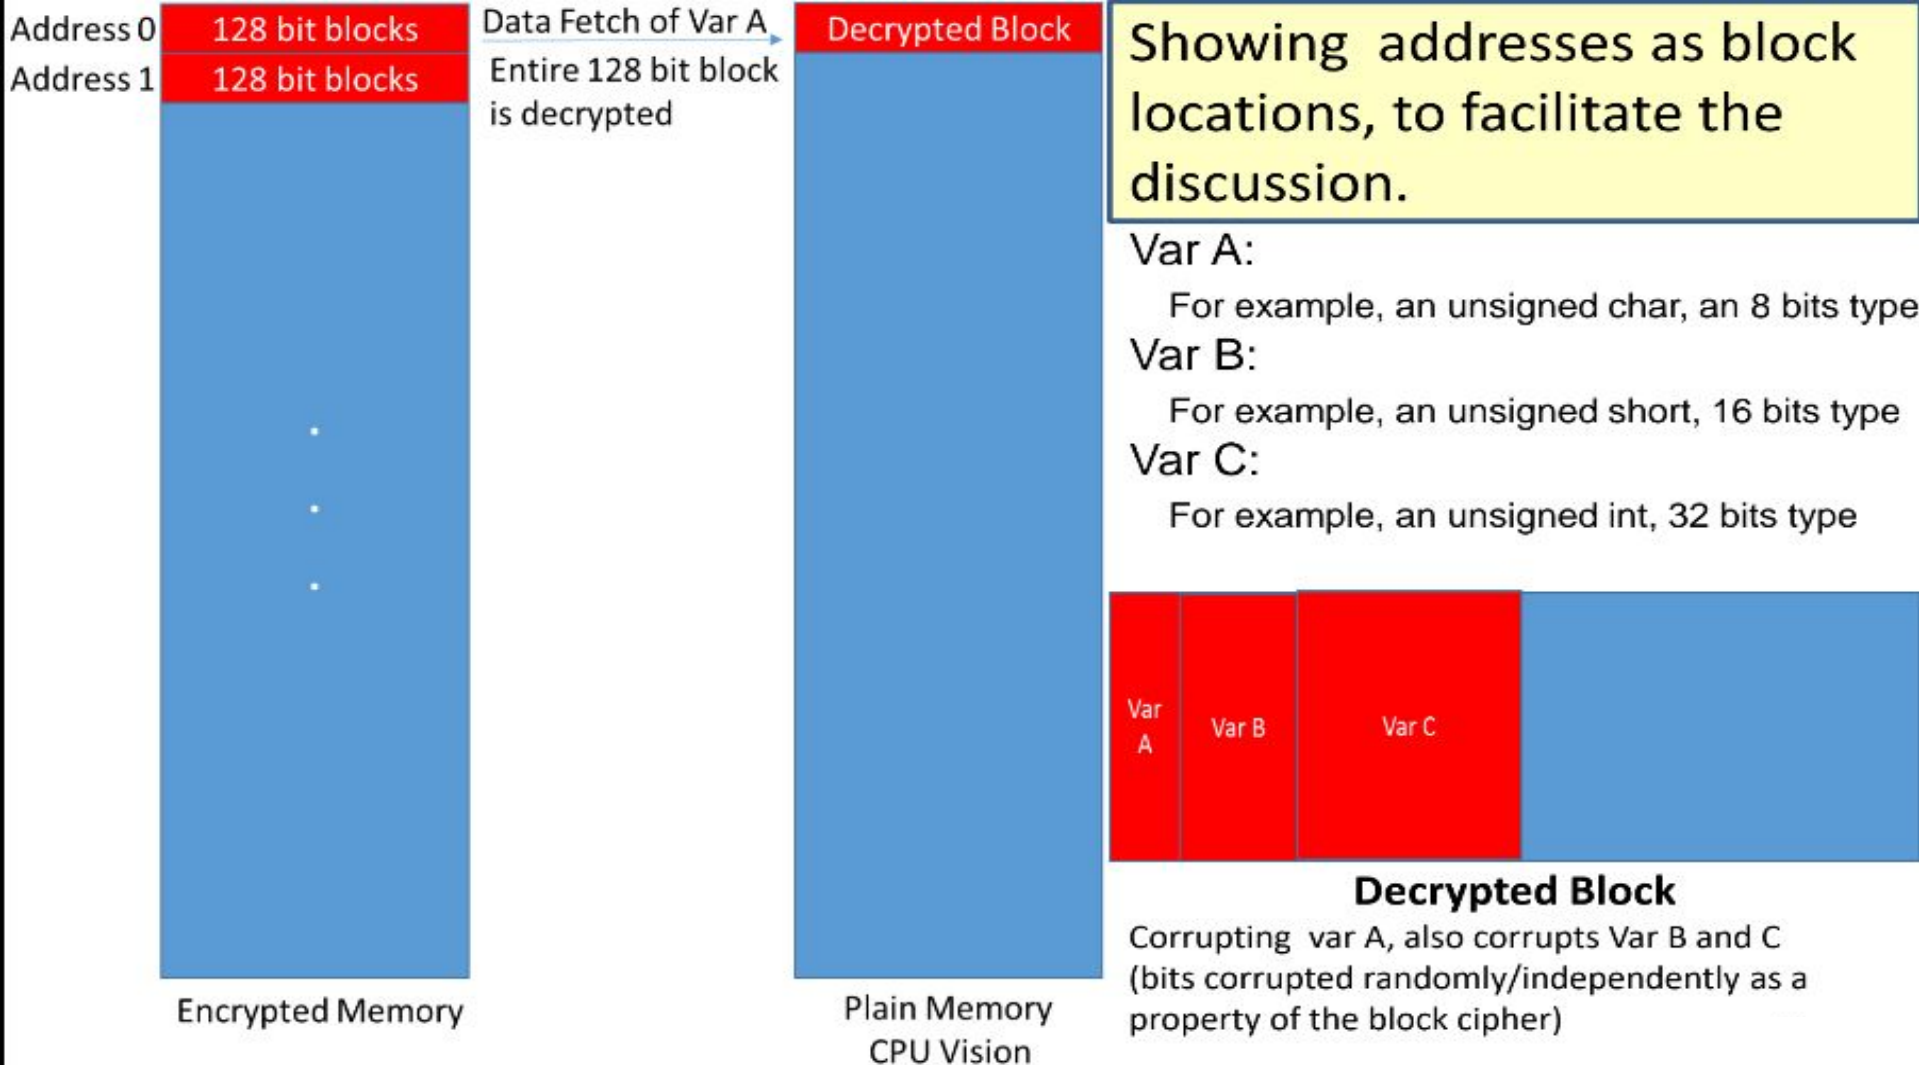 Address 0
128 bit blocks
Address 1
128 bit blocks
Data Fetch of Var A
Entire 128 bit block
is decrypted
Decrypted Block
Showing addresses as block
locations, to facilitate the
discussion.
Var A:
For example, an unsigned char, an 8 bits type
Var B:
For example, an unsigned short, 16 bits type
Var C:
For example, an unsigned int, 32 bits type
Var
A
Var B
Var C
Decrypted Block
Corrupting var A, also corrupts Var B and C
(bits corrupted randomly/independently as a
property of the block cipher)
Encrypted Memory
Plain Memory
CPU Vision